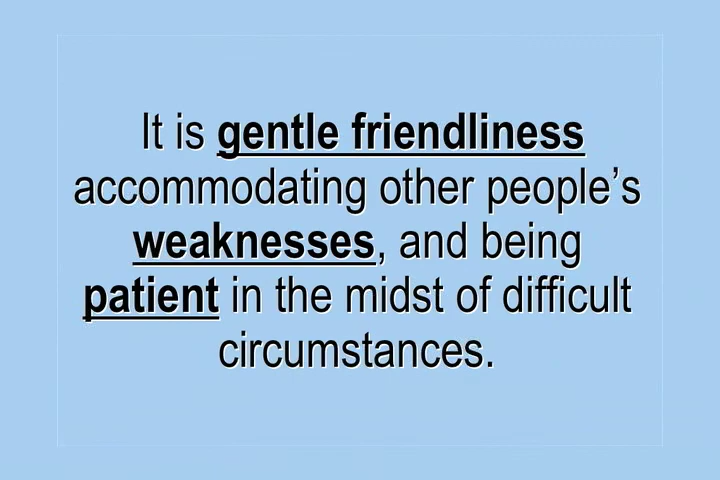 It is gentle friendliness
accommodating other people’s
weaknesses, and being
patient in the midst of difficult
circumstances.